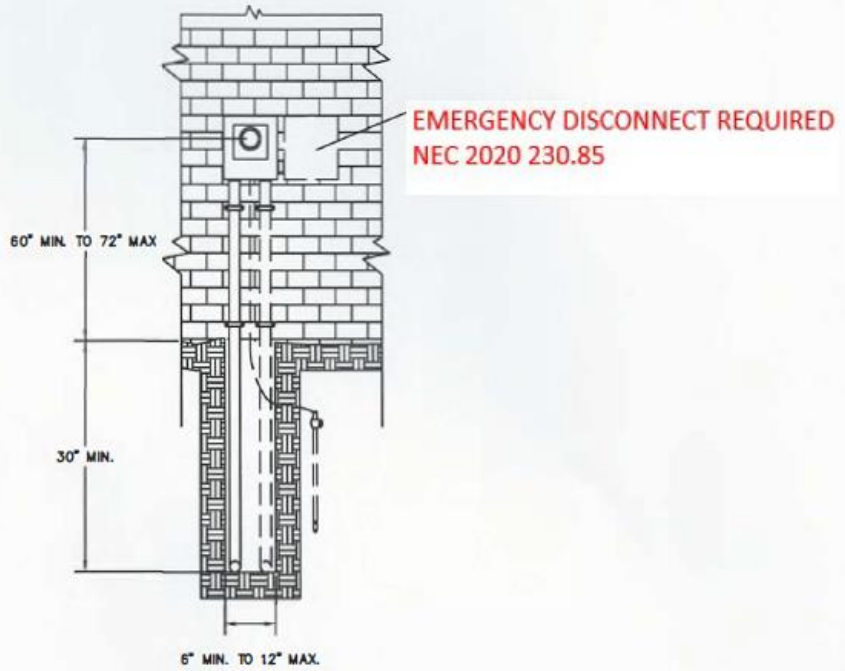 EMERGENCY DISCONNECT REQUIRED
NEC 2020 230.85
60" MIN. TO 72" MAX
30" MIN.
6" MIN. TO 12" MAX.